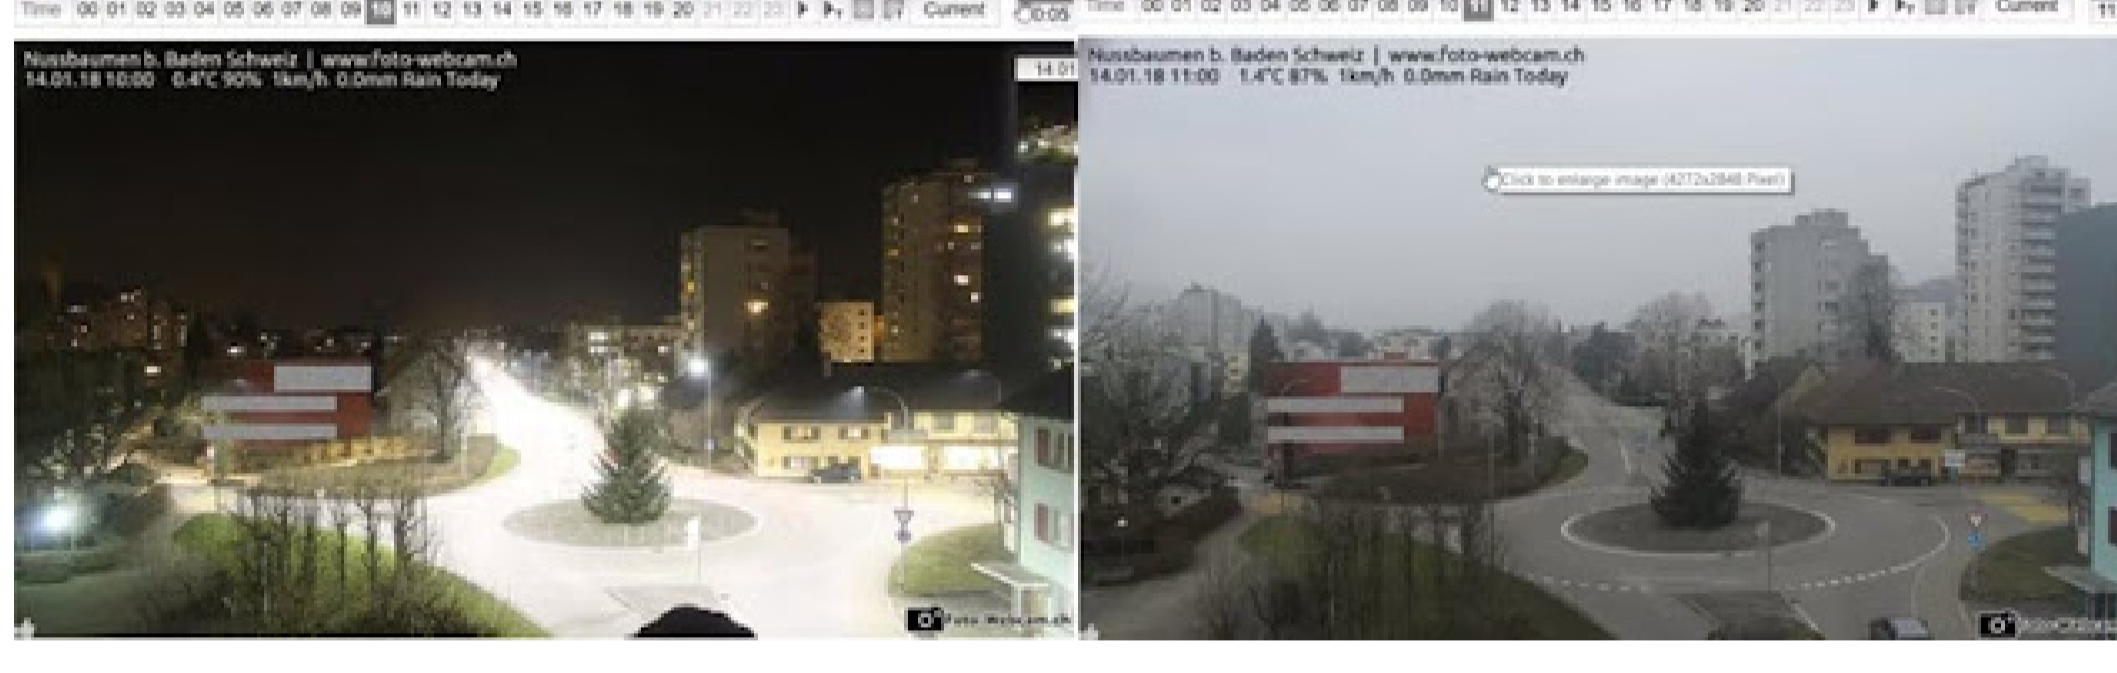 Time 00 01 02 03 04 05 06 07 08 09 10 11 12 13 14 15 16 17 18 19 20 21 22 23 Current 0:05
Nussbaumen b. Baden Schweiz | www.foto-webcam.ch
14.01.18 10:00 0.4°C 90% 1km/h 0.0mm Rain Today
14.01
Foto-Webcam.ch
Time 00 01 02 03 04 05 06 07 08 09 10 11 12 13 14 15 16 17 18 19 20 21 22 23 Current 11
Nussbaumen b. Baden Schweiz | www.foto-webcam.ch
14.01.18 11:00 1.4°C 87% 1km/h 0.0mm Rain Today
Click to enlarge image (4272x2848 Pixel)